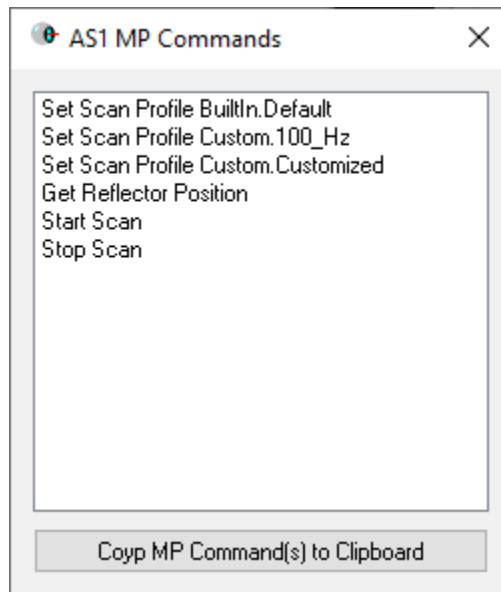 AS1 MP Commands
Set Scan Profile BuiltIn.Default
Set Scan Profile Custom.100_Hz
Set Scan Profile Custom.Customized
Get Reflector Position
Start Scan
Stop Scan
Coyp MP Command(s) to Clipboard